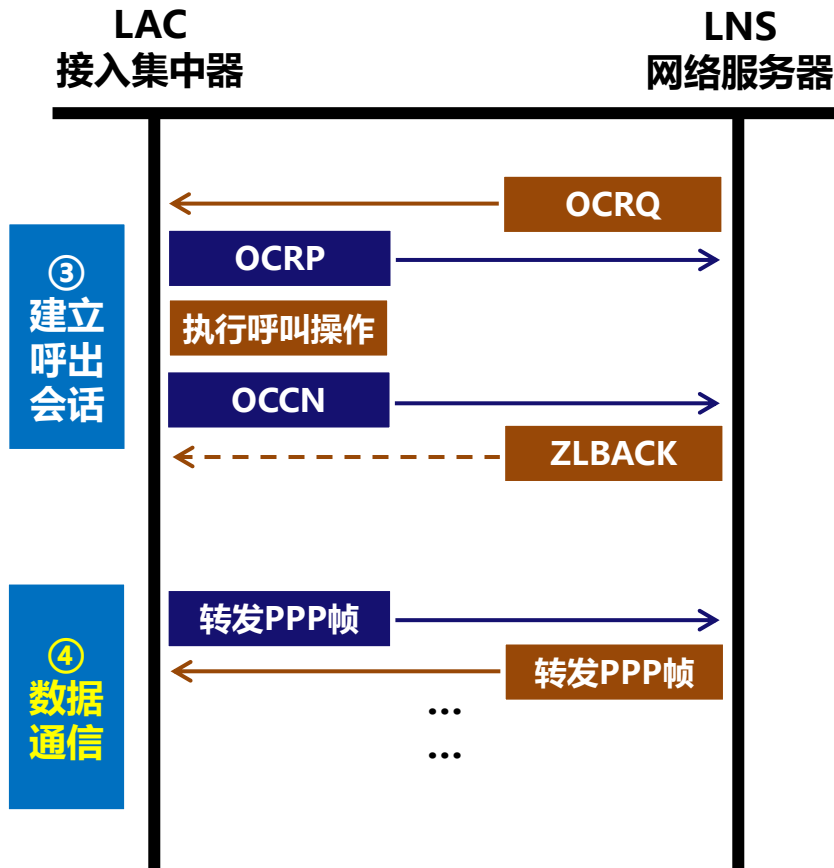 LAC
接入集中器
LNS
网络服务器
OCRQ
③
建立
呼出
会话
OCRP
执行呼叫操作
OCCN
ZLBACK
④
数据
通信
转发PPP帧
转发PPP帧
...
...